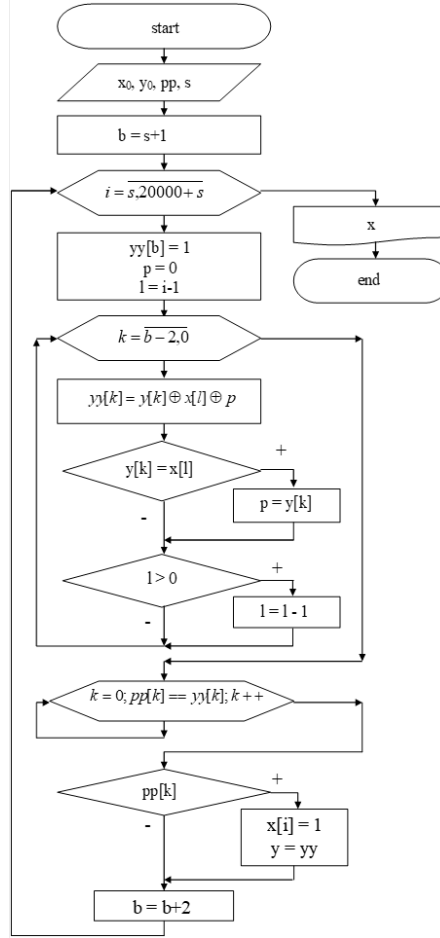 start
x₀, y₀, pp, s
b = s+1
i = s,20000 + s
x
yy[b] = 1
p = 0
l = i-1
end
k = b − 2,0
yy[k] = y[k] ⊕ x[l] ⊕ p
y[k] = x[l]
+
p = y[k]
-
l > 0
+
l = l - 1
-
k = 0; pp[k] == yy[k]; k ++
pp[k]
+
x[i] = 1
y = yy
-
b = b+2